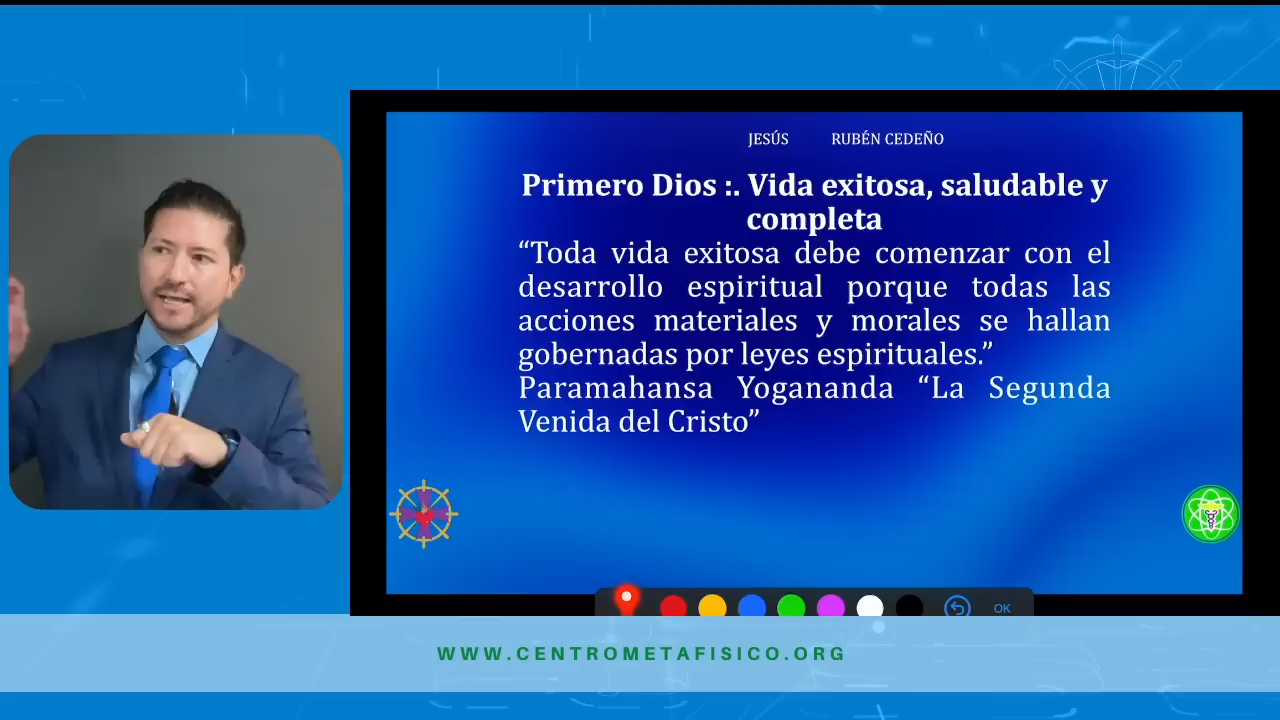 JESÚS RUBÉN CEDEÑO
Primero Dios :. Vida exitosa, saludable y
completa
“Toda vida exitosa debe comenzar con el
desarrollo espiritual porque todas las
acciones materiales y morales se hallan
gobernadas por leyes espirituales.”
Paramahansa Yogananda “La Segunda
Venida del Cristo”
OK
WWW.CENTROMETAFISICO.ORG